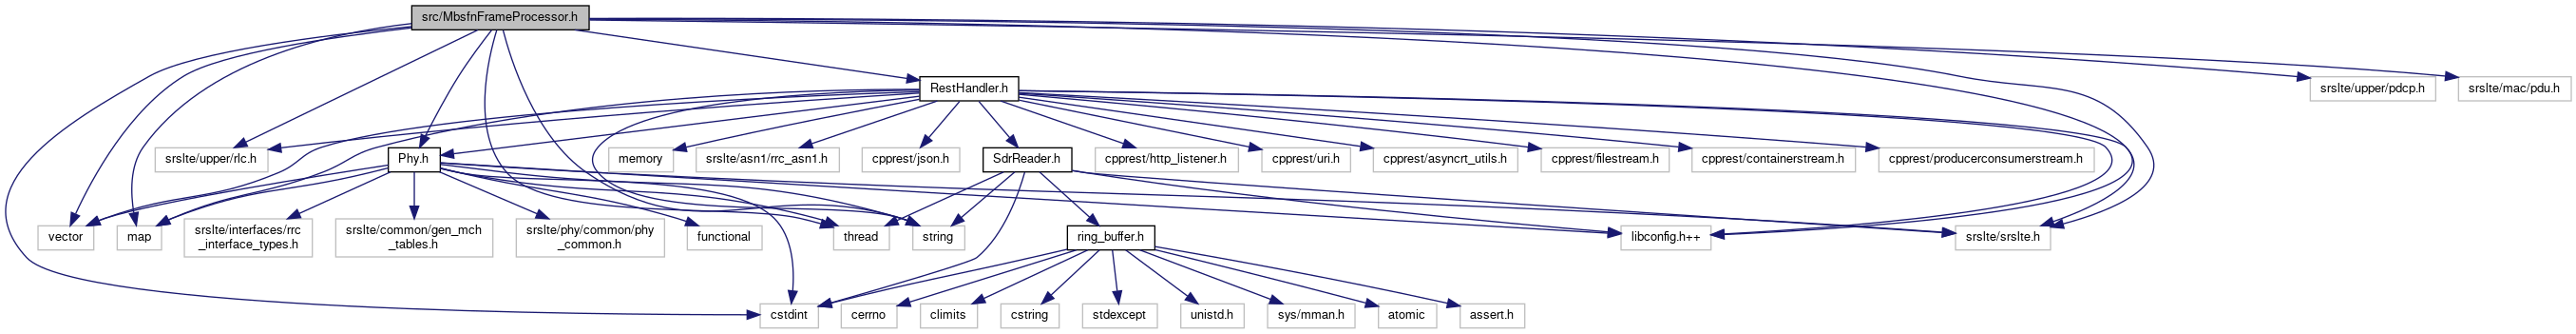 src/MbsfnFrameProcessor.h
RestHandler.h
srslte/upper/pdcp.h
srslte/mac/pdu.h
srslte/upper/rlc.h
Phy.h
memory
srslte/asn1/rrc_asn1.h
cpprest/json.h
SdrReader.h
cpprest/http_listener.h
cpprest/uri.h
cpprest/asyncrt_utils.h
cpprest/filestream.h
cpprest/containerstream.h
cpprest/producerconsumerstream.h
vector
map
srslte/interfaces/rrc
_interface_types.h
srslte/common/gen_mch
_tables.h
srslte/phy/common/phy
_common.h
functional
thread
string
ring_buffer.h
libconfig.h++
srslte/srslte.h
cstdint
cerrno
climits
cstring
stdexcept
unistd.h
sys/mman.h
atomic
assert.h